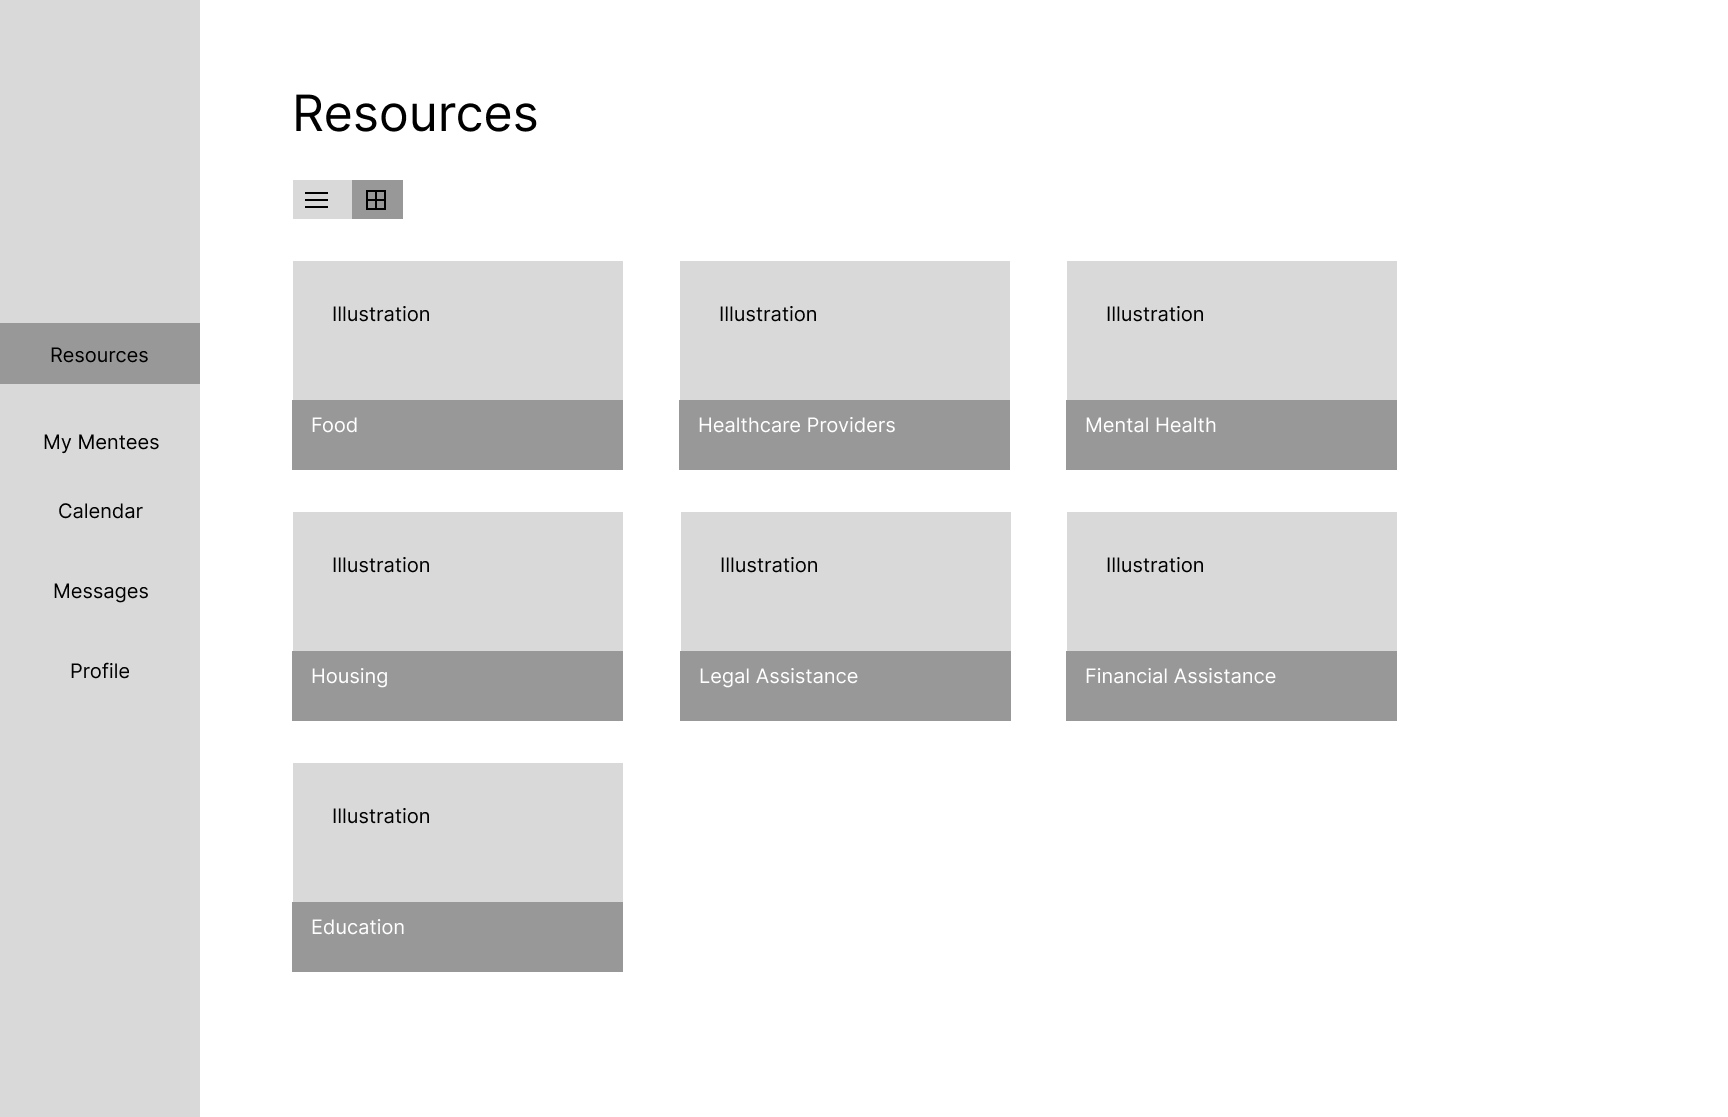 Resources
Resources
My Mentees
Calendar
Messages
Profile
Illustration
Food
Illustration
Healthcare Providers
Illustration
Mental Health
Illustration
Housing
Illustration
Legal Assistance
Illustration
Financial Assistance
Illustration
Education